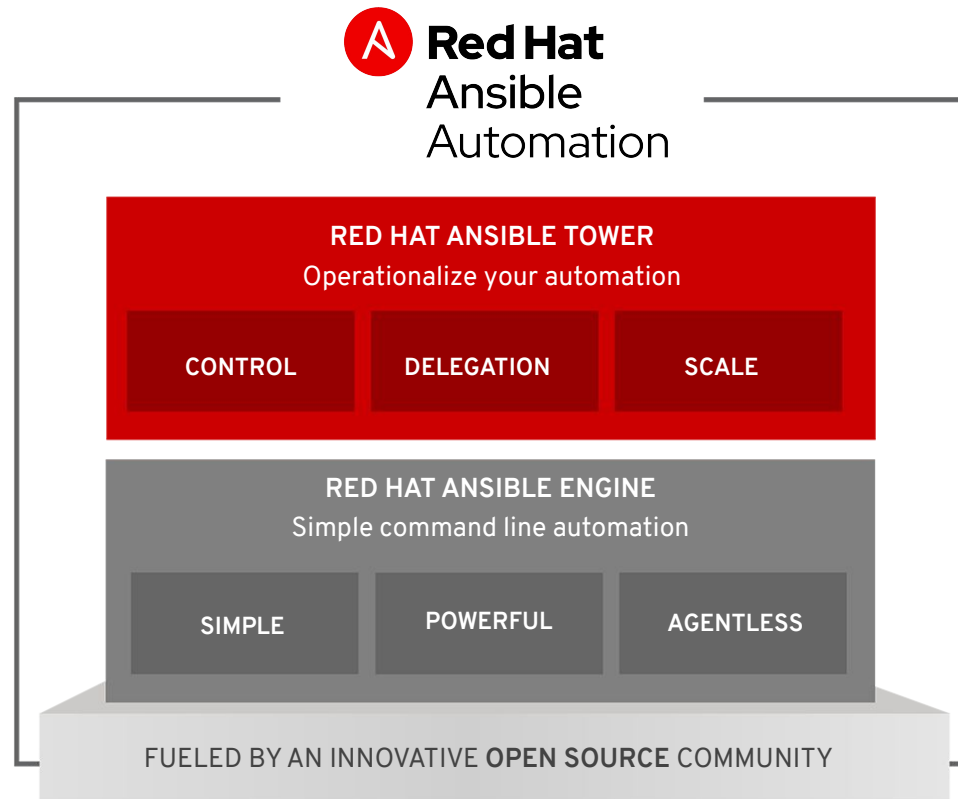 Red Hat
Ansible
Automation
RED HAT ANSIBLE TOWER
Operationalize your automation
CONTROL
DELEGATION
SCALE
RED HAT ANSIBLE ENGINE
Simple command line automation
SIMPLE
POWERFUL
AGENTLESS
FUELED BY AN INNOVATIVE OPEN SOURCE COMMUNITY